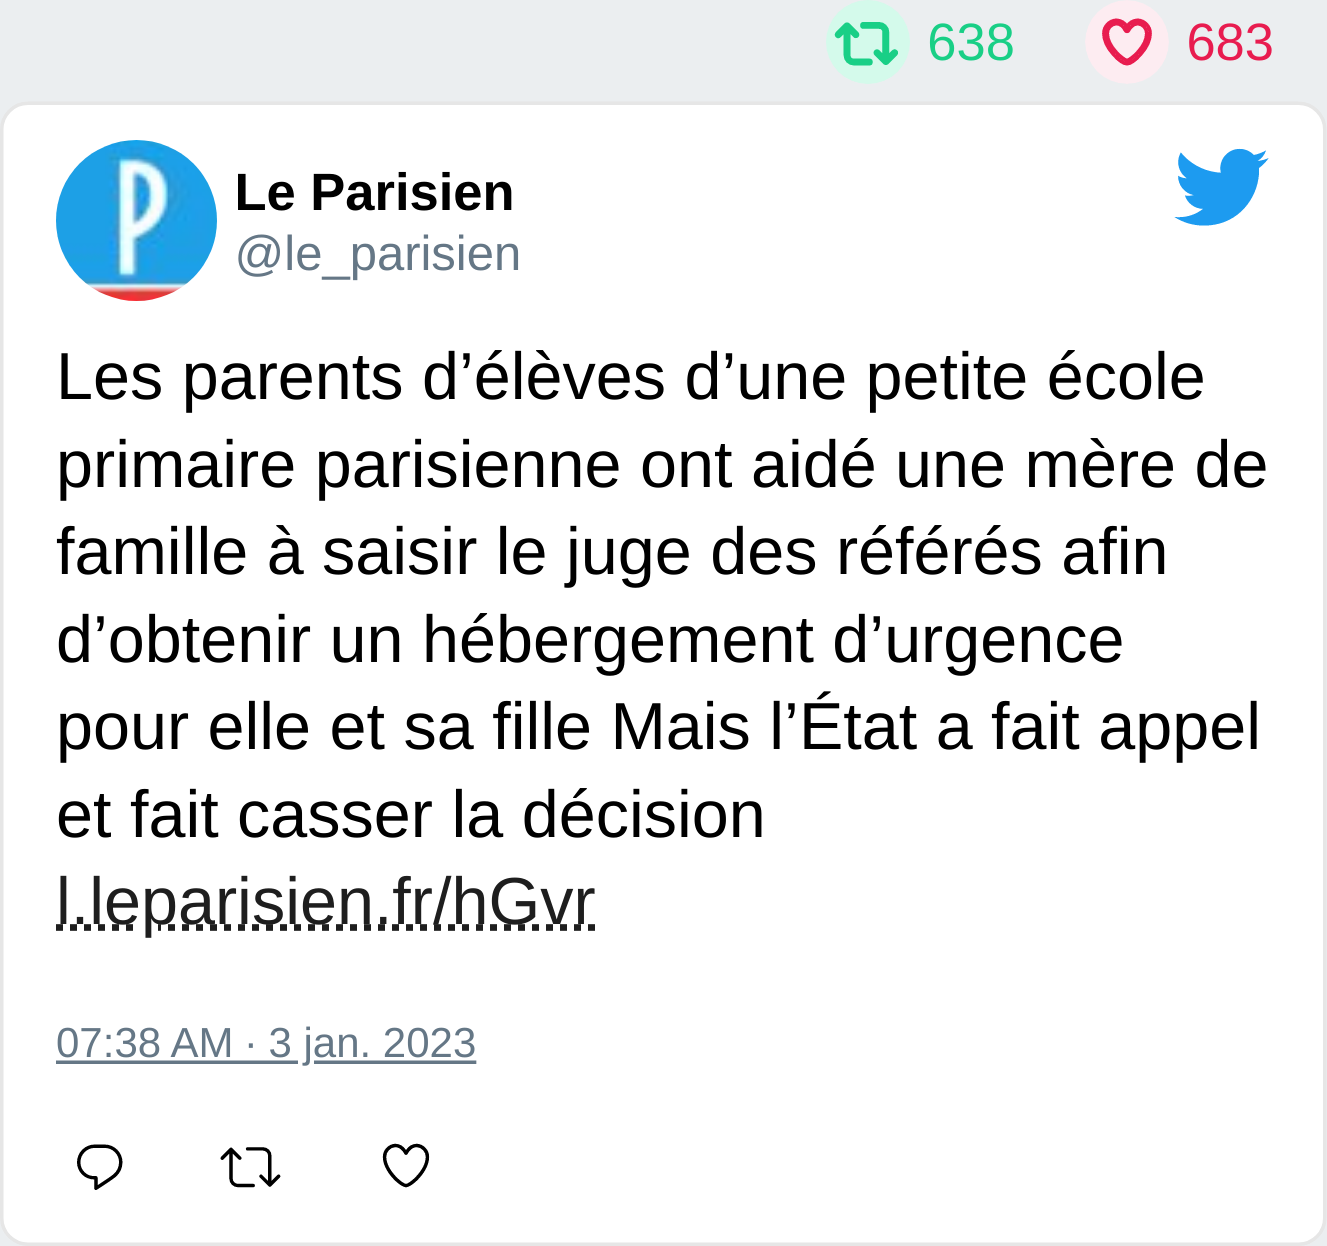 638 683
Le Parisien
@le_parisien
Les parents d’élèves d’une petite école
primaire parisienne ont aidé une mère de
famille à saisir le juge des référés afin
d’obtenir un hébergement d’urgence
pour elle et sa fille Mais l’État a fait appel
et fait casser la décision
l.leparisien.fr/hGvr
07:38 AM · 3 jan. 2023